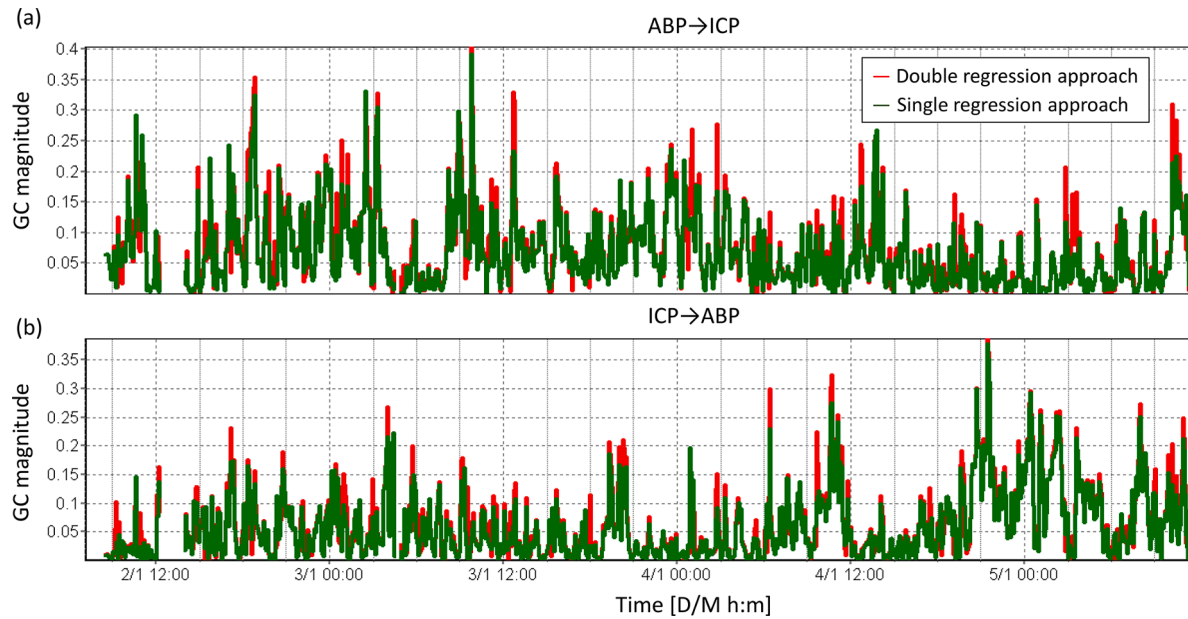 (a)
ABP→ICP
Double regression approach
Single regression approach
GC magnitude
0.4
0.35
0.3
0.25
0.2
0.15
0.1
0.05
(b)
ICP→ABP
GC magnitude
0.35
0.3
0.25
0.2
0.15
0.1
0.05
2/1 12:00 3/1 00:00 3/1 12:00 4/1 00:00 4/1 12:00 5/1 00:00
Time [D/M h:m]